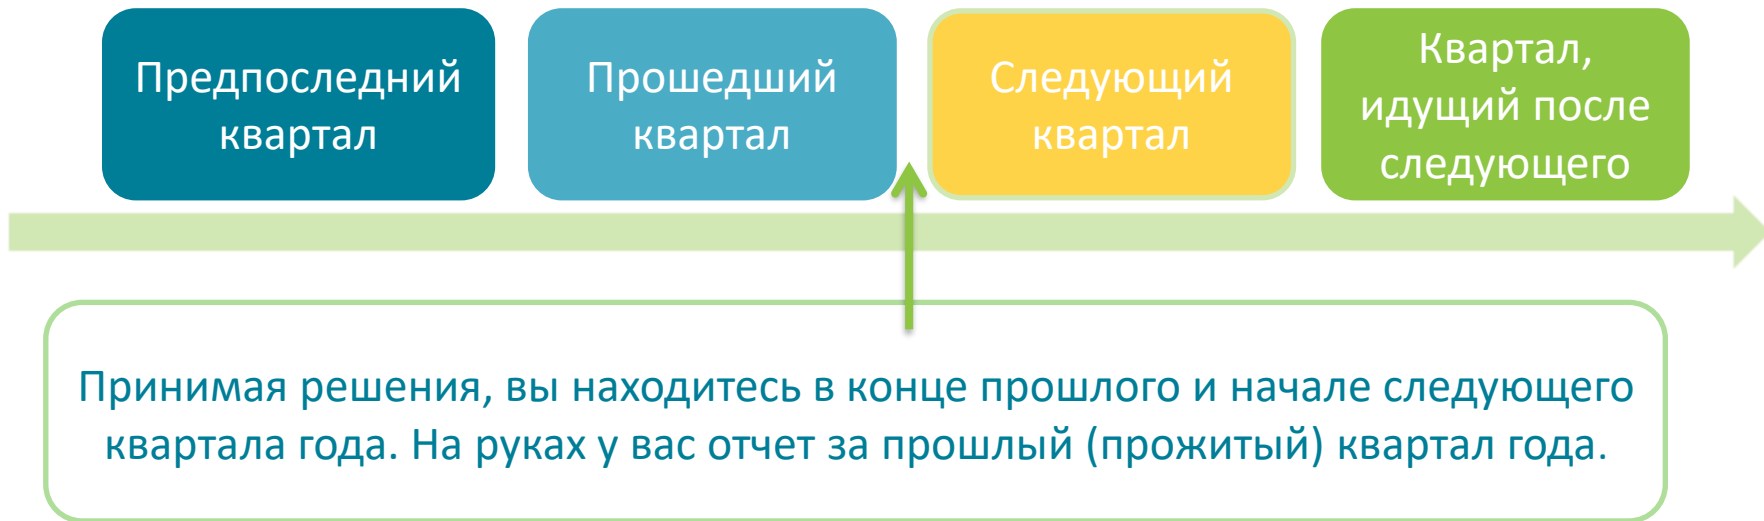 Предпоследний
квартал
Прошедший
квартал
Следующий
квартал
Квартал,
идущий после
следующего
Принимая решения, вы находитесь в конце прошлого и начале следующего
квартала года. На руках у вас отчет за прошлый (прожитый) квартал года.